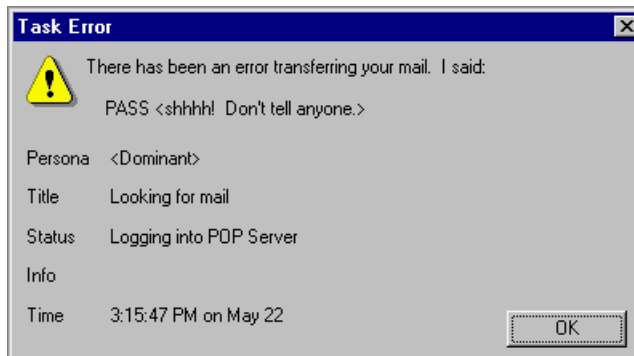 Task Error
There has been an error transferring your mail.  I said:
PASS <shhhh!  Don't tell anyone.>
Persona <Dominant>
Title Looking for mail
Status Logging into POP Server
Info
Time 3:15:47 PM on May 22
OK